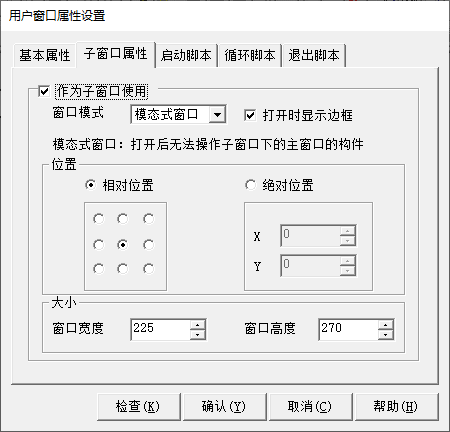 用户窗口属性设置
基本属性 子窗口属性 启动脚本 循环脚本 退出脚本
作为子窗口使用
窗口模式 模态式窗口 打开时显示边框
模态式窗口：打开后无法操作子窗口下的主窗口的构件
位置
相对位置 绝对位置
X 0
Y 0
大小
窗口宽度 225 窗口高度 270
检查(K) 确认(Y) 取消(C) 帮助(H)